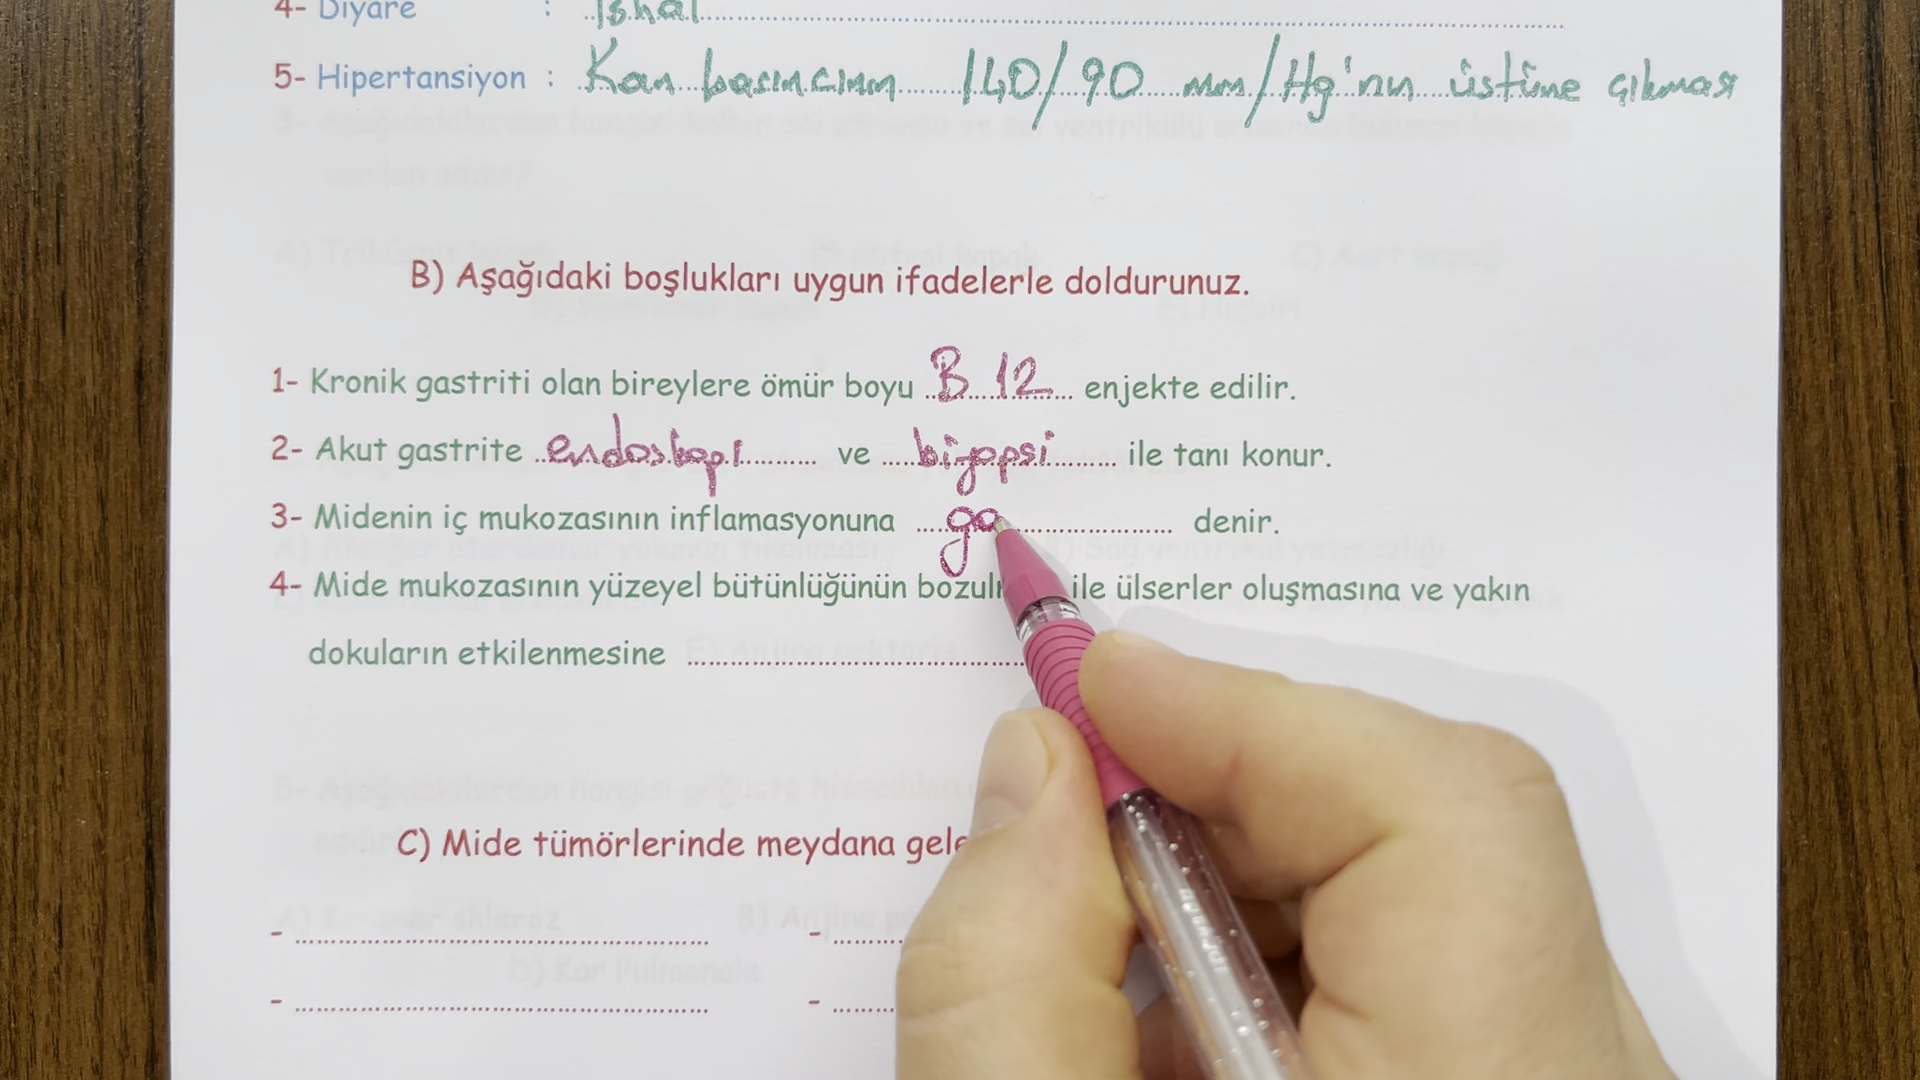 4- Diyare : İshal
5- Hipertansiyon : Kan basıncının 140/90 mm/Hg'nın üstüne çıkması
B) Aşağıdaki boşlukları uygun ifadelerle doldurunuz.
1- Kronik gastriti olan bireylere ömür boyu B 12 enjekte edilir.
2- Akut gastrite endoskopi ve biyopsi ile tanı konur.
3- Midenin iç mukozasının inflamasyonuna ga denir.
4- Mide mukozasının yüzeyel bütünlüğünün ile ülserler oluşmasına ve yakın
dokuların etkilenmesine
C) Mide tümörlerinde meydana